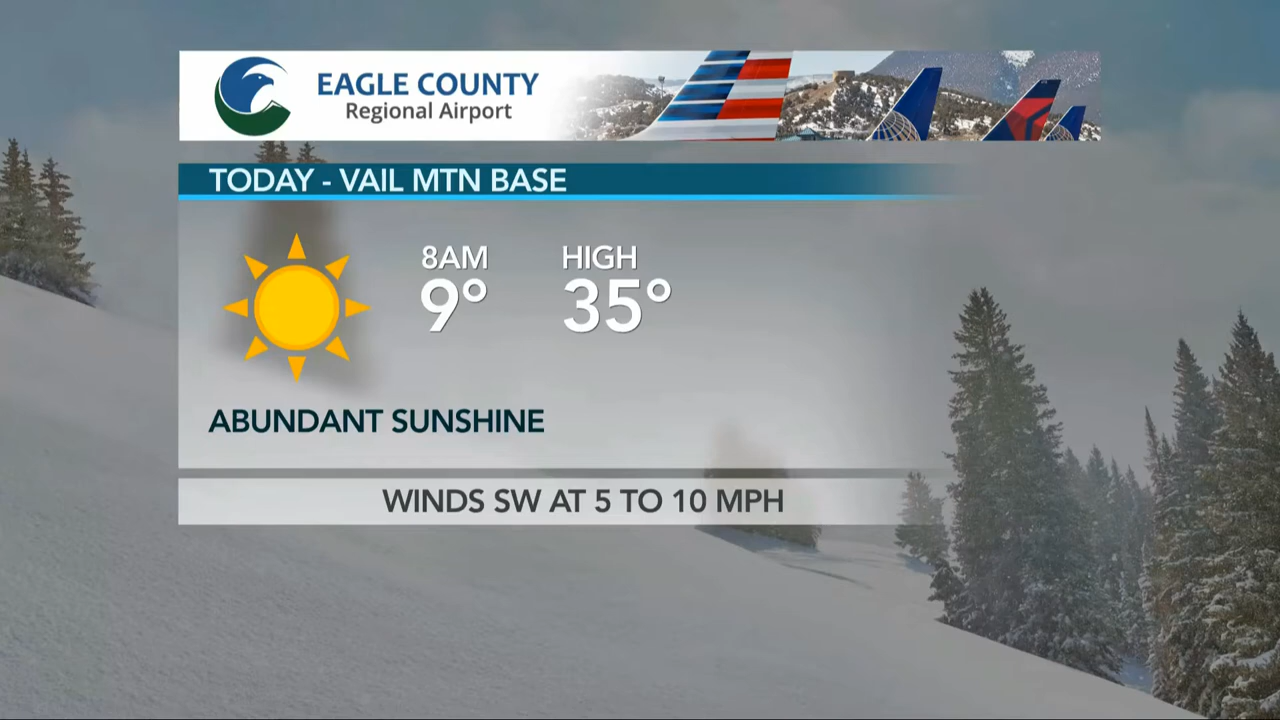 EAGLE COUNTY
Regional Airport
TODAY - VAIL MTN BASE
8AM
HIGH
9°
35°
ABUNDANT SUNSHINE
WINDS SW AT 5 TO 10 MPH